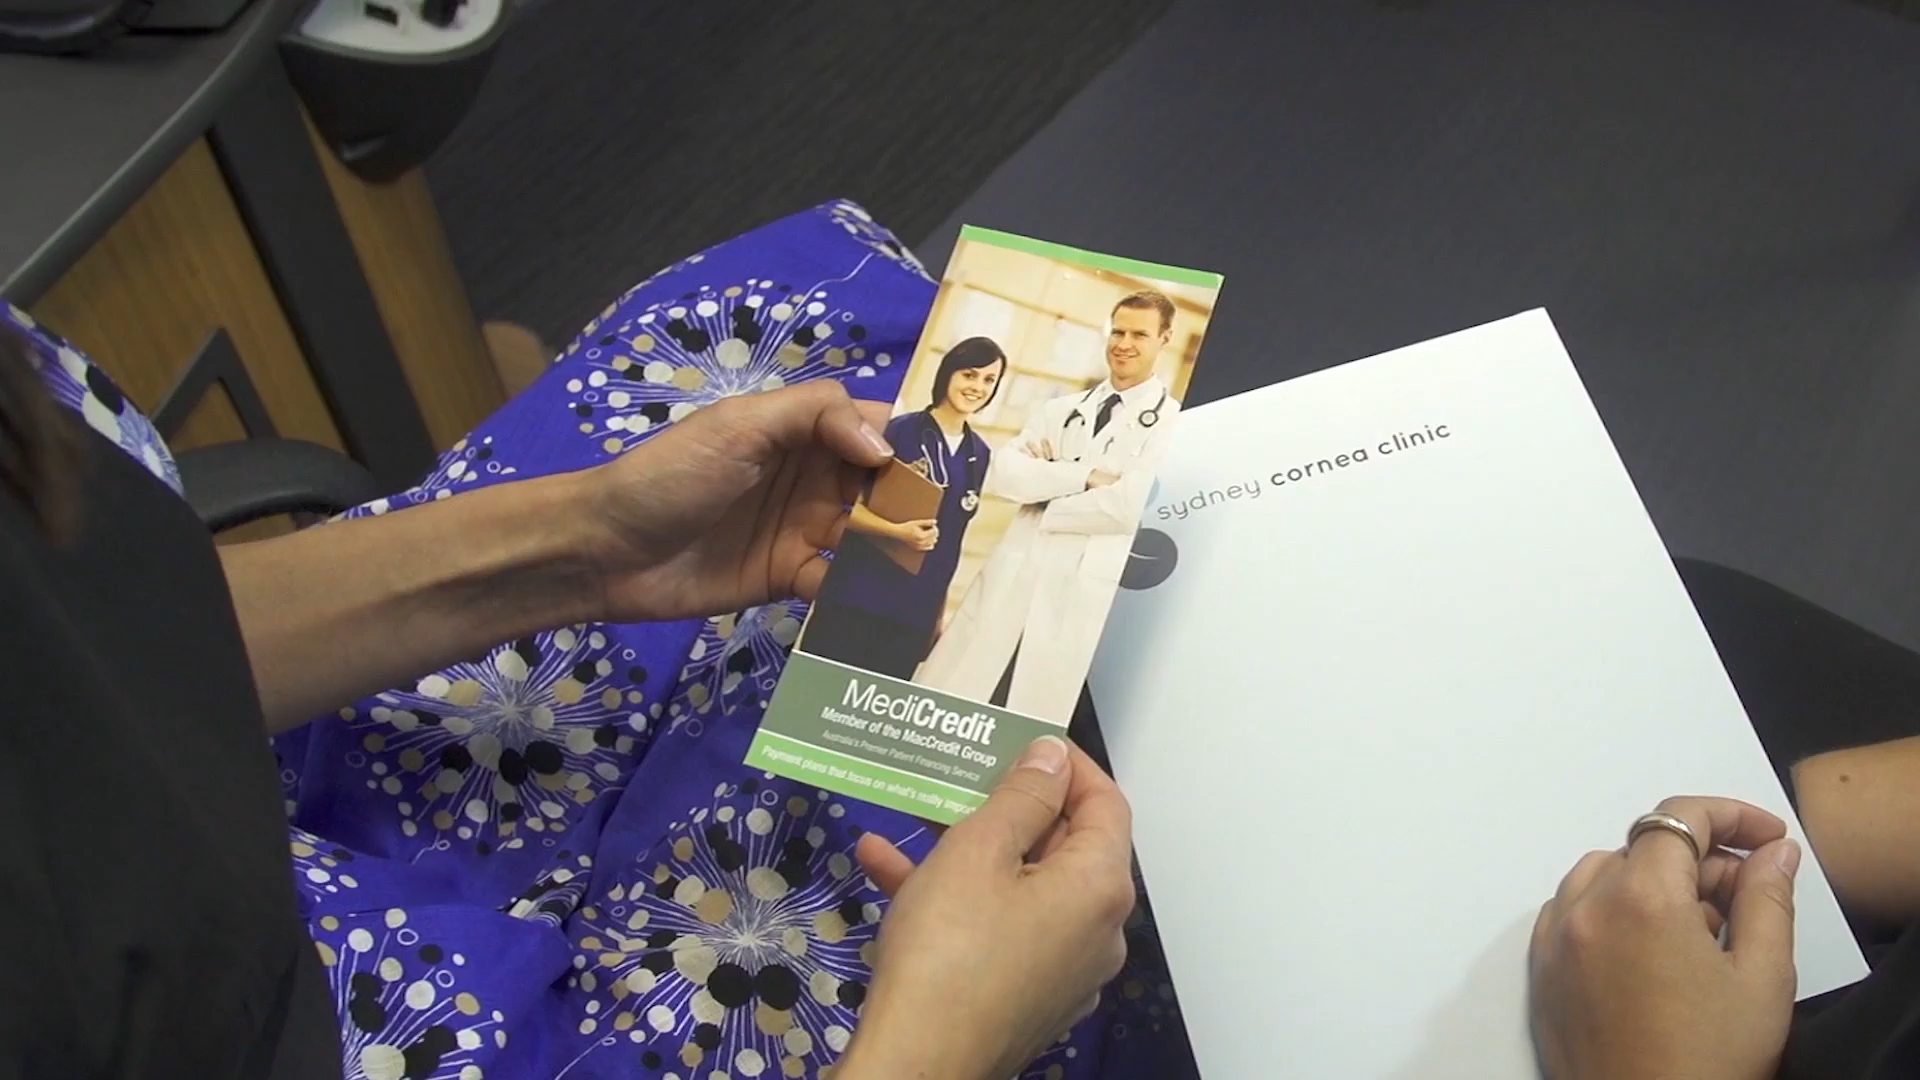 MediCredit
Member of the MacCredit Group
Australia's Premier Patient Financing Service
Payment plans that focus on what's really
sydney cornea clinic